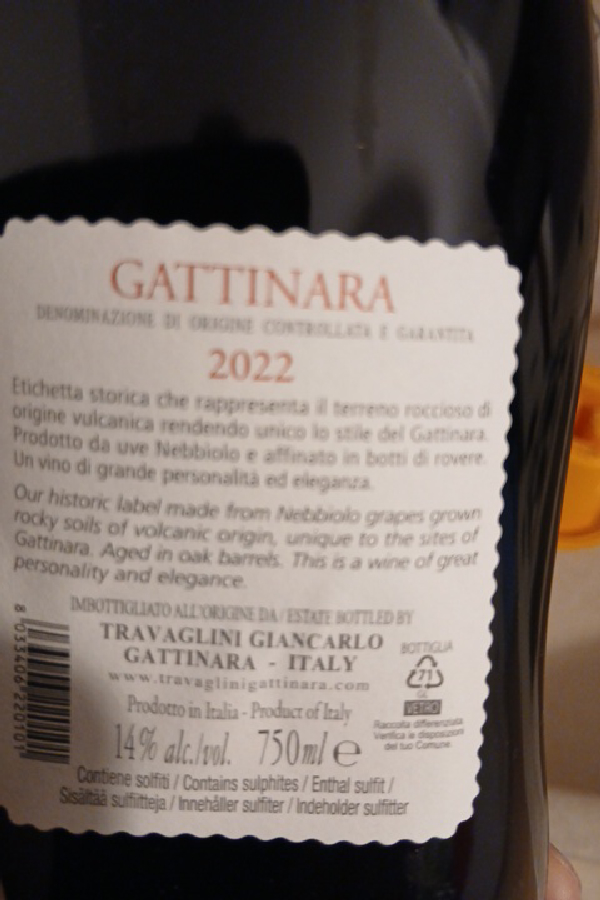 GATTINARA
DENOMINAZIONE DI ORIGINE CONTROLLATA E GARANTITA
2022
Etichetta storica che rappresenta il terreno roccioso di
origine vulcanica rendendo unico lo stile del Gattinara.
Prodotto da uve Nebbiolo e affinato in botti di rovere.
Un vino di grande personalità ed eleganza.
Our historic label made from Nebbiolo grapes grown
rocky soils of volcanic origin, unique to the sites of
Gattinara. Aged in oak barrels. This is a wine of great
personality and elegance.
IMBOTTIGLIATO ALL'ORIGINE DA / ESTATE BOTTLED BY
TRAVAGLINI GIANCARLO
GATTINARA - ITALY
www.travaglinigattinara.com
Prodotto in Italia - Product of Italy
14% alc./vol. 750ml e
Contiene solfiti / Contains sulphites / Enthal sulfit /
Sisältää sulfiitteja / Innehåller sulfiter / Indeholder sulfitter
8 033406 220101
BOTTIGLIA
71
GL
VETRO
Raccolta differenziata
Verifica le disposizioni
del tuo Comune